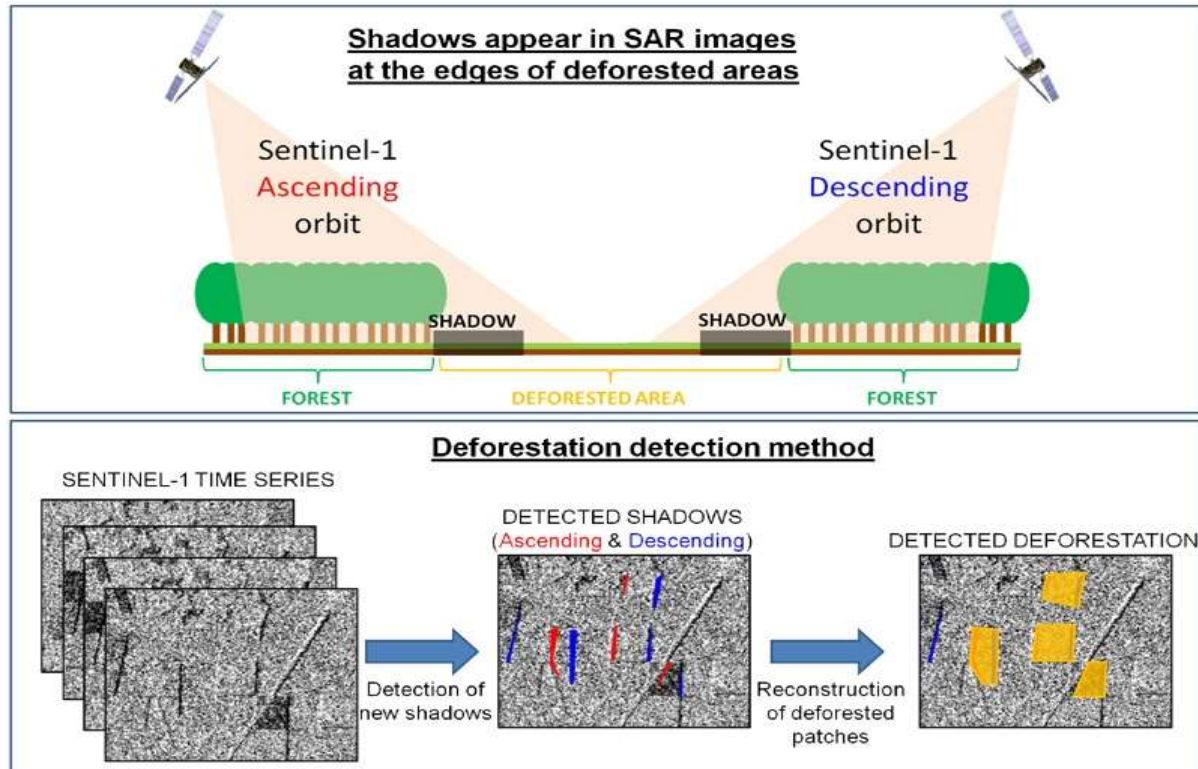 Shadows appear in SAR images
at the edges of deforested areas
Sentinel-1
Ascending
orbit
Sentinel-1
Descending
orbit
SHADOW
SHADOW
FOREST
DEFORESTED AREA
FOREST
Deforestation detection method
SENTINEL-1 TIME SERIES
DETECTED SHADOWS
(Ascending & Descending)
DETECTED DEFORESTATION
Detection of
new shadows
Reconstruction
of deforested
patches